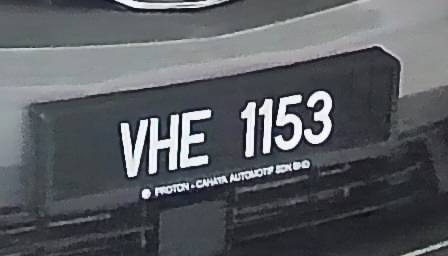 VHE 1153
PROTON - CAHAYA AUTOMOTIF SDN BHD